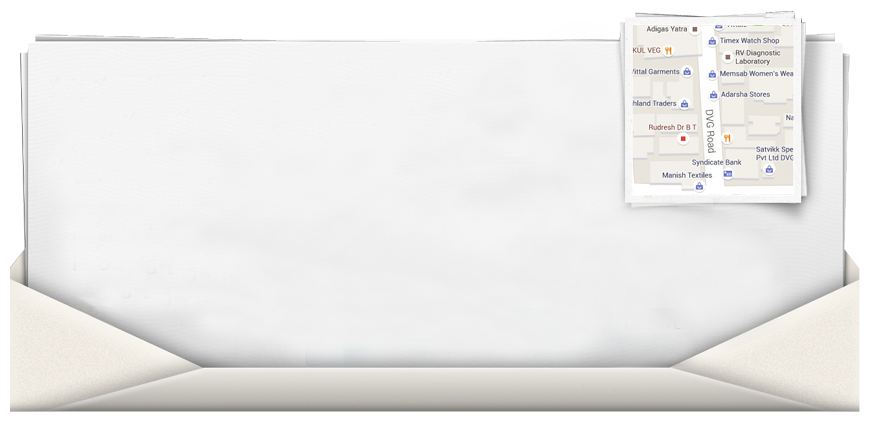 Adigas Yatra
Timex Watch Shop
KUL VEG
RV Diagnostic
Laboratory
Vittal Garments
Memsab Women's Wea
Adarsha Stores
hland Traders
DVG Road
Na
Rudresh Dr B T
Satvikk Spe
Pvt Ltd DVG
Syndicate Bank
Manish Textiles